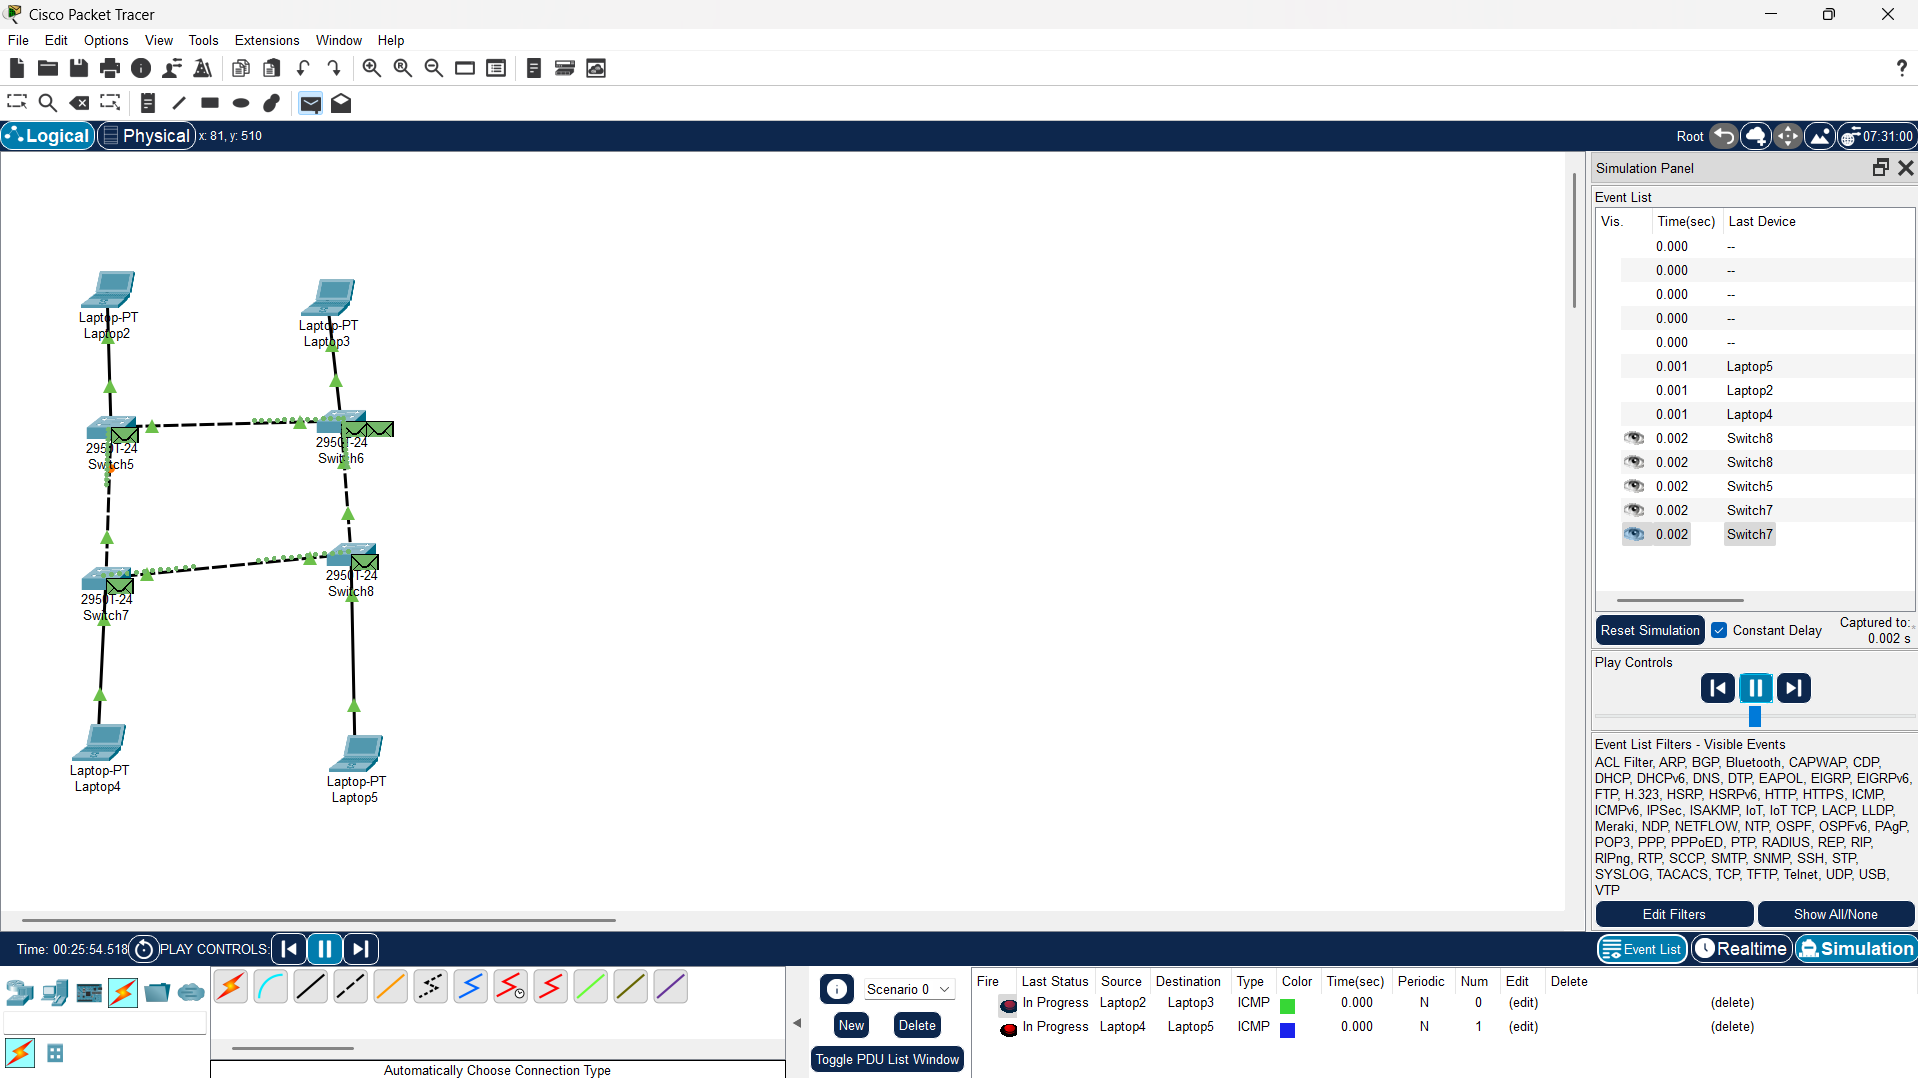 Cisco Packet Tracer
File Edit Options View Tools Extensions Window Help
?
Logical Physical x: 81, y: 510
Root 07:31:00
Laptop-PT
Laptop2
Laptop-PT
Laptop3
2950T-24
Switch5
2950T-24
Switch6
2950T-24
Switch7
2950T-24
Switch8
Laptop-PT
Laptop4
Laptop-PT
Laptop5
Simulation Panel
Event List
Vis. Time(sec) Last Device
0.000 --
0.000 --
0.000 --
0.000 --
0.000 --
0.001 Laptop5
0.001 Laptop2
0.001 Laptop4
0.002 Switch8
0.002 Switch8
0.002 Switch5
0.002 Switch7
0.002 Switch7
Reset Simulation Constant Delay Captured to:
0.002 s
Play Controls
Event List Filters - Visible Events
ACL Filter, ARP, BGP, Bluetooth, CAPWAP, CDP,
DHCP, DHCPv6, DNS, DTP, EAPOL, EIGRP, EIGRPv6,
FTP, H.323, HSRP, HSRPv6, HTTP, HTTPS, ICMP,
ICMPv6, IPSec, ISAKMP, IoT, IoT TCP, LACP, LLDP,
Meraki, NDP, NETFLOW, NTP, OSPF, OSPFv6, PAgP,
POP3, PPP, PPPoED, PTP, RADIUS, REP, RIP,
RIPng, RTP, SCCP, SMTP, SNMP, SSH, STP,
SYSLOG, TACACS, TCP, TFTP, Telnet, UDP, USB,
VTP
Edit Filters Show All/None
Time: 00:25:54.518 PLAY CONTROLS: Event List Realtime Simulation
Automatically Choose Connection Type
Scenario 0
New Delete
Toggle PDU List Window
Fire Last Status Source Destination Type Color Time(sec) Periodic Num Edit Delete
In Progress Laptop2 Laptop3 ICMP 0.000 N 0 (edit) (delete)
In Progress Laptop4 Laptop5 ICMP 0.000 N 1 (edit) (delete)